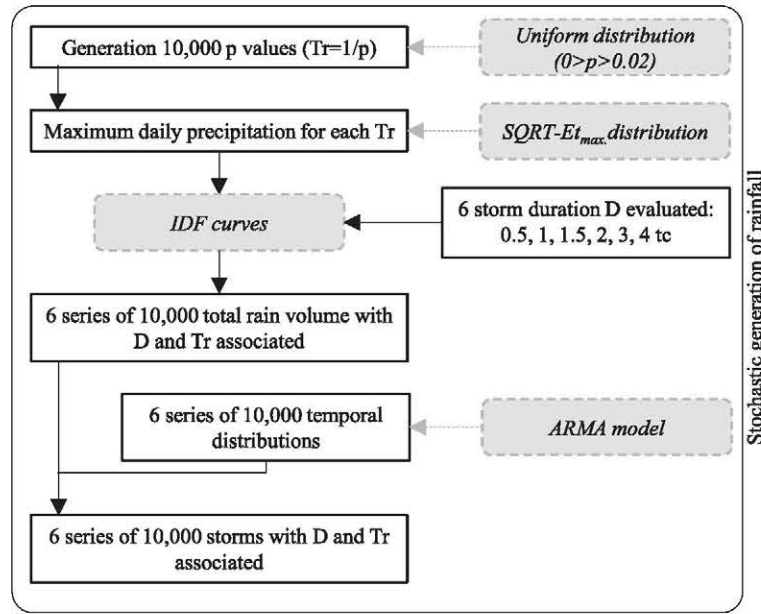 Generation 10,000 p values (Tr=1/p)
Uniform distribution
(0>p>0.02)
Maximum daily precipitation for each Tr
SQRT-Etmax. distribution
IDF curves
6 storm duration D evaluated:
0.5, 1, 1.5, 2, 3, 4 tc
6 series of 10,000 total rain volume with
D and Tr associated
6 series of 10,000 temporal
distributions
ARMA model
6 series of 10,000 storms with D and Tr
associated
Stochastic generation of rainfall